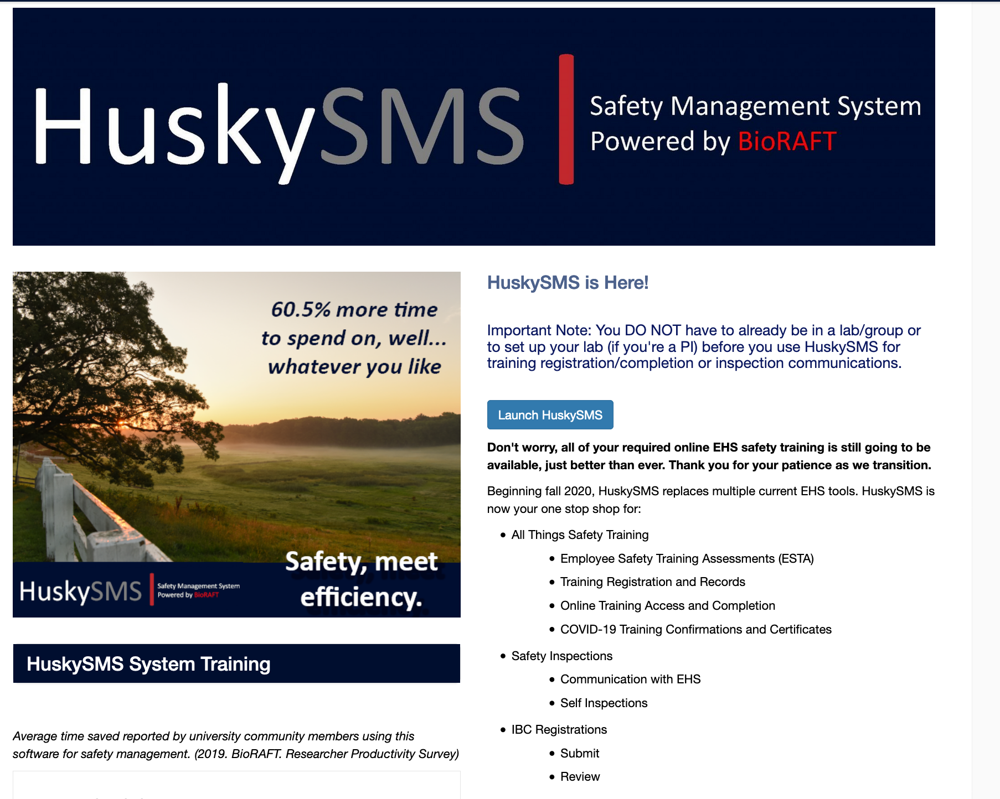 HuskySMS
Safety Management System
Powered by BioRAFT
60.5% more time
to spend on, well...
whatever you like
Safety, meet
efficiency.
HuskySMS
Safety Management System
Powered by BioRAFT
HuskySMS System Training
Average time saved reported by university community members using this
software for safety management. (2019. BioRAFT. Researcher Productivity Survey)
HuskySMS is Here!
Important Note: You DO NOT have to already be in a lab/group or
to set up your lab (if you're a PI) before you use HuskySMS for
training registration/completion or inspection communications.
Launch HuskySMS
Don't worry, all of your required online EHS safety training is still going to be
available, just better than ever. Thank you for your patience as we transition.
Beginning fall 2020, HuskySMS replaces multiple current EHS tools. HuskySMS is
now your one stop shop for:
• All Things Safety Training
• Employee Safety Training Assessments (ESTA)
• Training Registration and Records
• Online Training Access and Completion
• COVID-19 Training Confirmations and Certificates
• Safety Inspections
• Communication with EHS
• Self Inspections
• IBC Registrations
• Submit
• Review